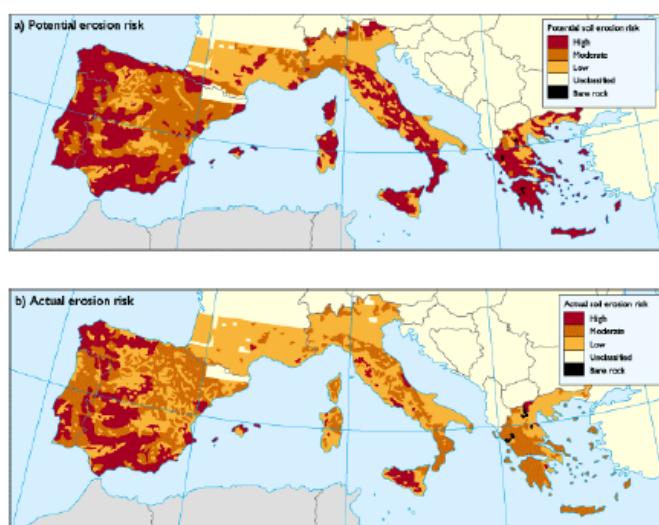 a) Potential erosion risk
Potential soil erosion risk
High
Moderate
Low
Unclassified
Bare rock
b) Actual erosion risk
Actual soil erosion risk
High
Moderate
Low
Unclassified
Bare rock